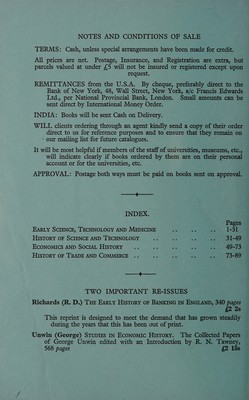 NOTES AND CONDITIONS OF SALE
TERMS: Cash, unless special arrangements have been made for credit.
All prices are net. Postage, Insurance, and Registration are extra, but
parcels valued at under £5 will not be insured or registered except upon
request.
REMITTANCES from the U.S.A. By cheque, preferably direct to the
Bank of New York, 48, Wall Street, New York, a/c Francis Edwards
Ltd., per National Provincial Bank, London. Small amounts can be
sent direct by International Money Order.
INDIA: Books will be sent Cash on Delivery.
WILL clients ordering through an agent kindly send a copy of their order
direct to us for reference purposes and to ensure that they remain on
our mailing list for future catalogues.
It will be most helpful if members of the staff of universities, museums, etc.,
will indicate clearly if books ordered by them are on their personal
account or for the universities, etc.
APPROVAL: Postage both ways must be paid on books sent on approval.
INDEX.
Pages
EARLY SCIENCE, TECHNOLOGY AND MEDICINE .. .. .. 1-31
HISTORY OF SCIENCE AND TECHNOLOGY .. .. .. 31-49
ECONOMICS AND SOCIAL HISTORY .. .. .. .. 49-73
HISTORY OF TRADE AND COMMERCE .. .. .. .. 73-89
TWO IMPORTANT RE-ISSUES
Richards (R. D.) THE EARLY HISTORY OF BANKING IN ENGLAND, 340 pages
£2 2s
This reprint is designed to meet the demand that has grown steadily
during the years that this has been out of print.
Unwin (George) STUDIES IN ECONOMIC HISTORY. The Collected Papers
of George Unwin edited with an Introduction by R. N. Tawney,
568 pages £2 15s